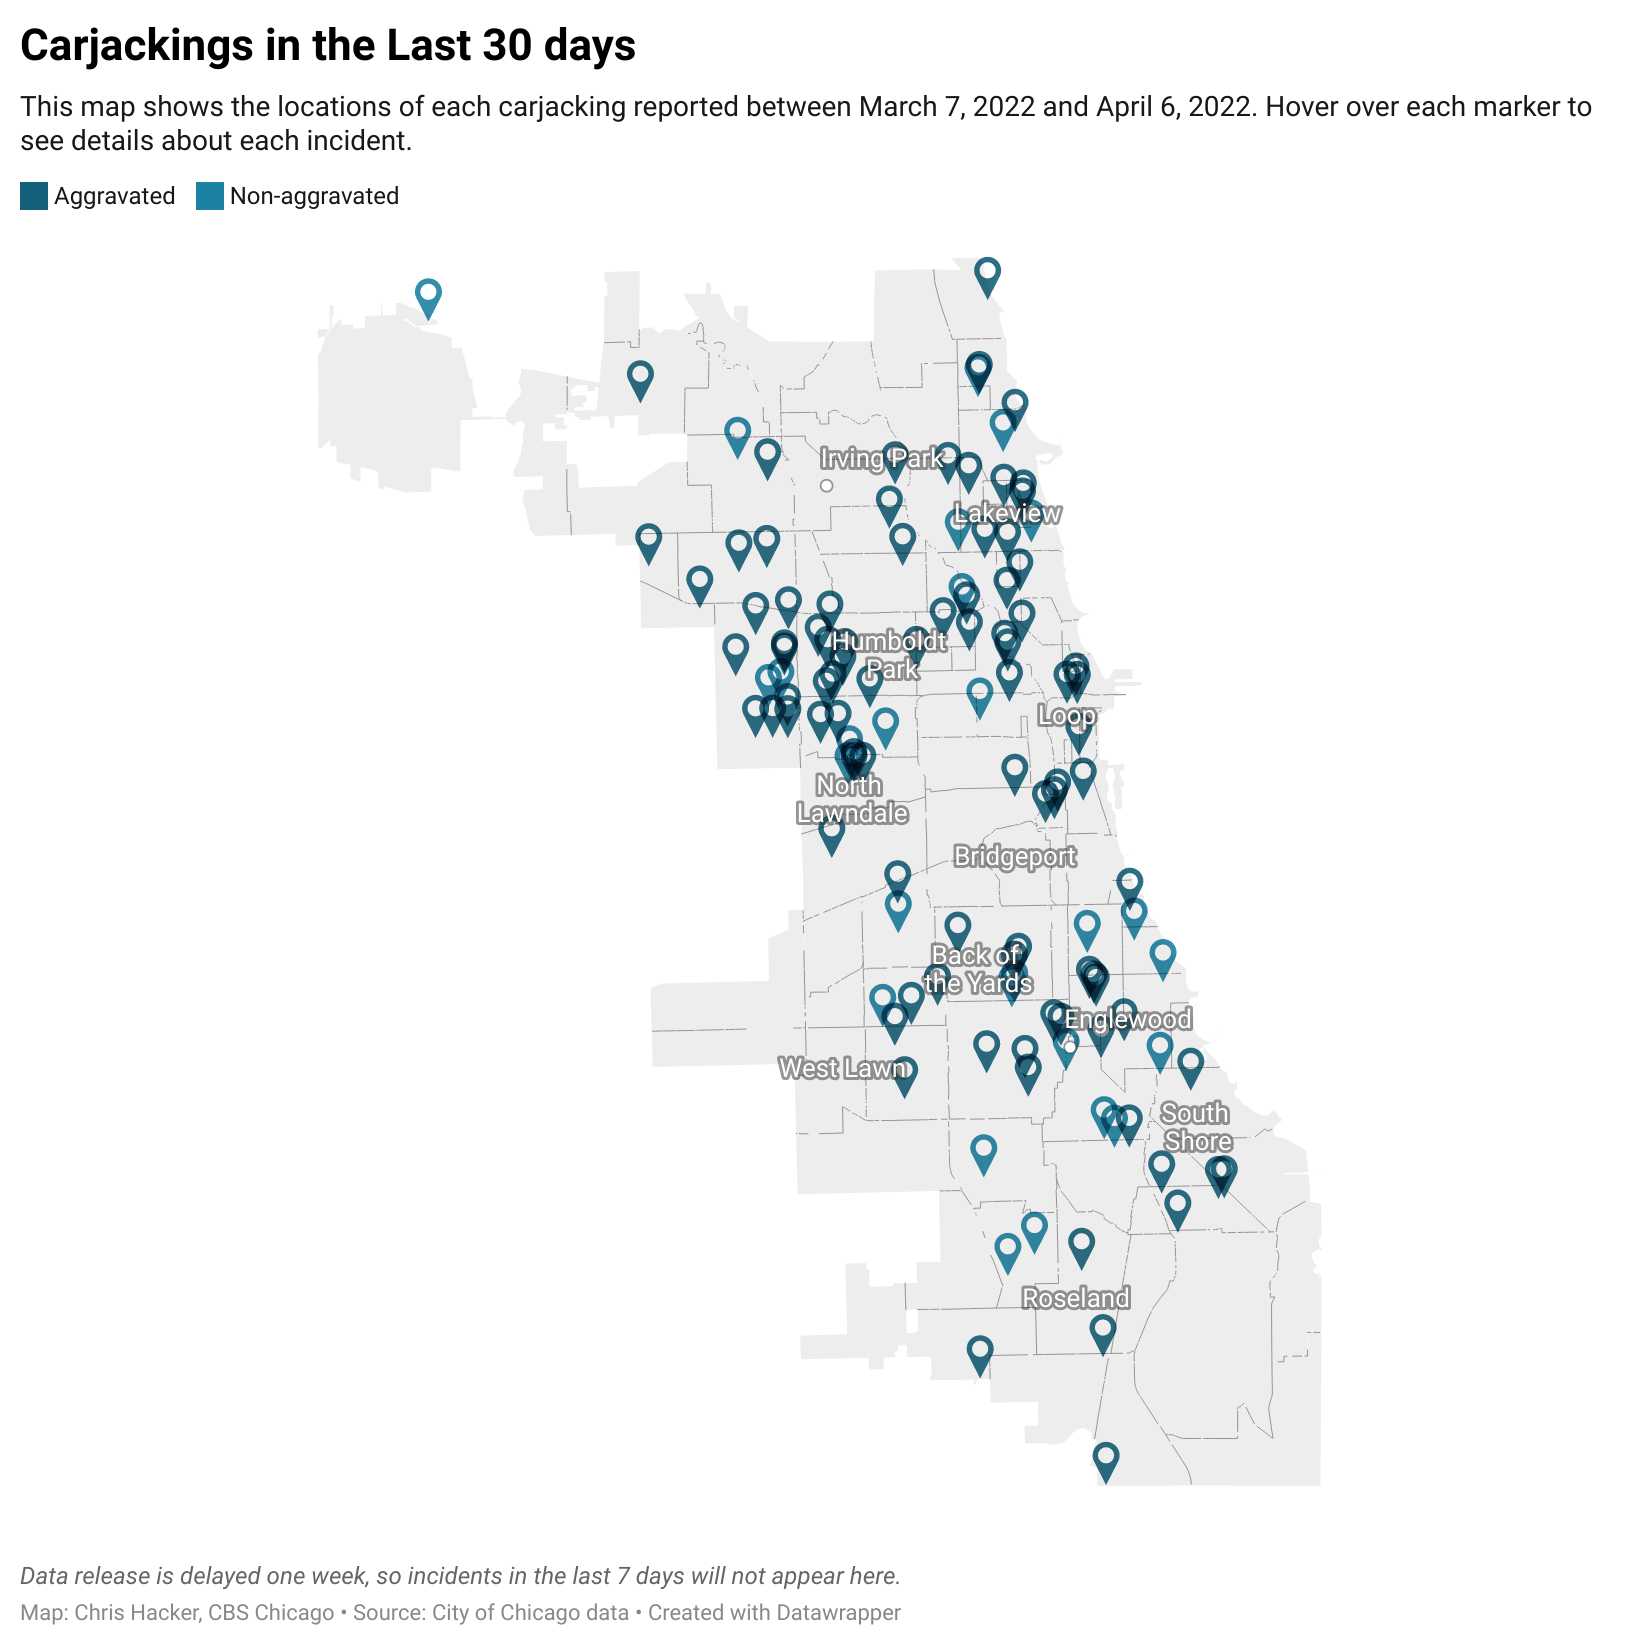 Carjackings in the Last 30 days
This map shows the locations of each carjacking reported between March 7, 2022 and April 6, 2022. Hover over each marker to
see details about each incident.
Aggravated Non-aggravated
Irving Park
Lakeview
Humboldt
Park
Loop
North
Lawndale
Bridgeport
Back of
the Yards
Englewood
West Lawn
South
Shore
Roseland
Data release is delayed one week, so incidents in the last 7 days will not appear here.
Map: Chris Hacker, CBS Chicago • Source: City of Chicago data • Created with Datawrapper